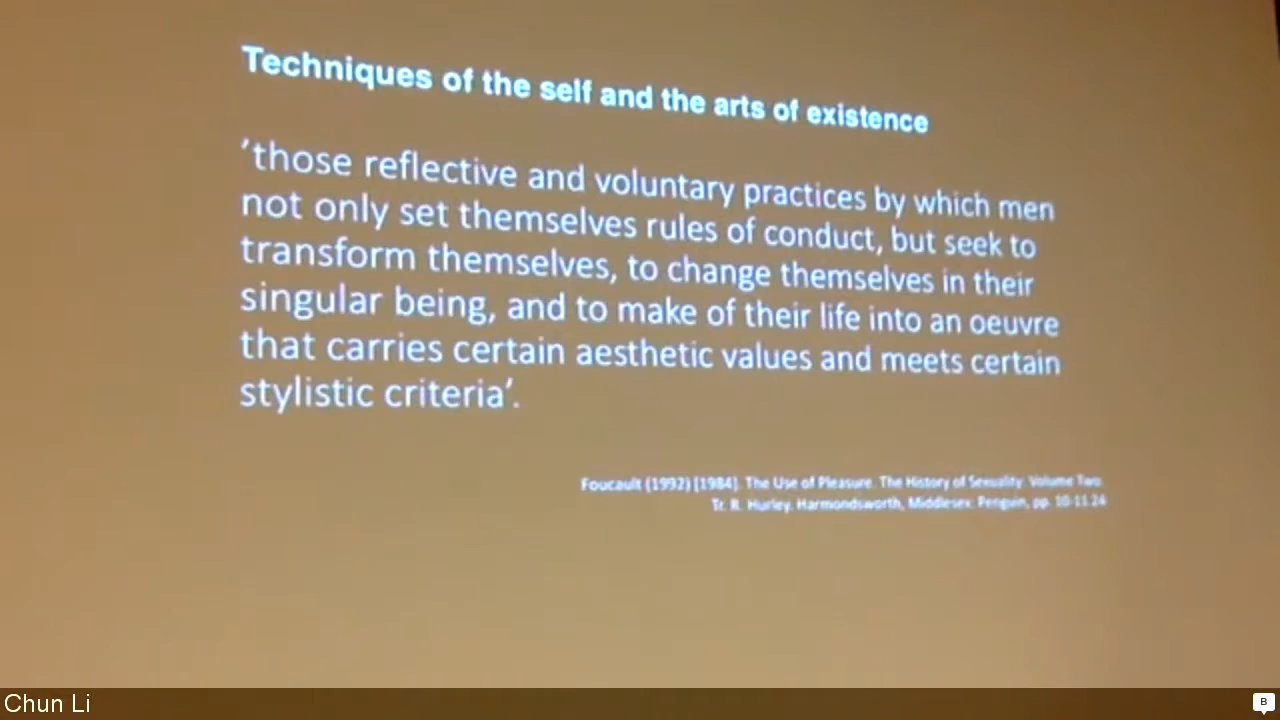 Techniques of the self and the arts of existence
’those reflective and voluntary practices by which men
not only set themselves rules of conduct, but seek to
transform themselves, to change themselves in their
singular being, and to make of their life into an oeuvre
that carries certain aesthetic values and meets certain
stylistic criteria’.
Foucault (1992) [1984]. The Use of Pleasure. The History of Sexuality: Volume Two.
Tr. R. Hurley. Harmondsworth, Middlesex: Penguin, pp. 10-11.24
Chun Li
B